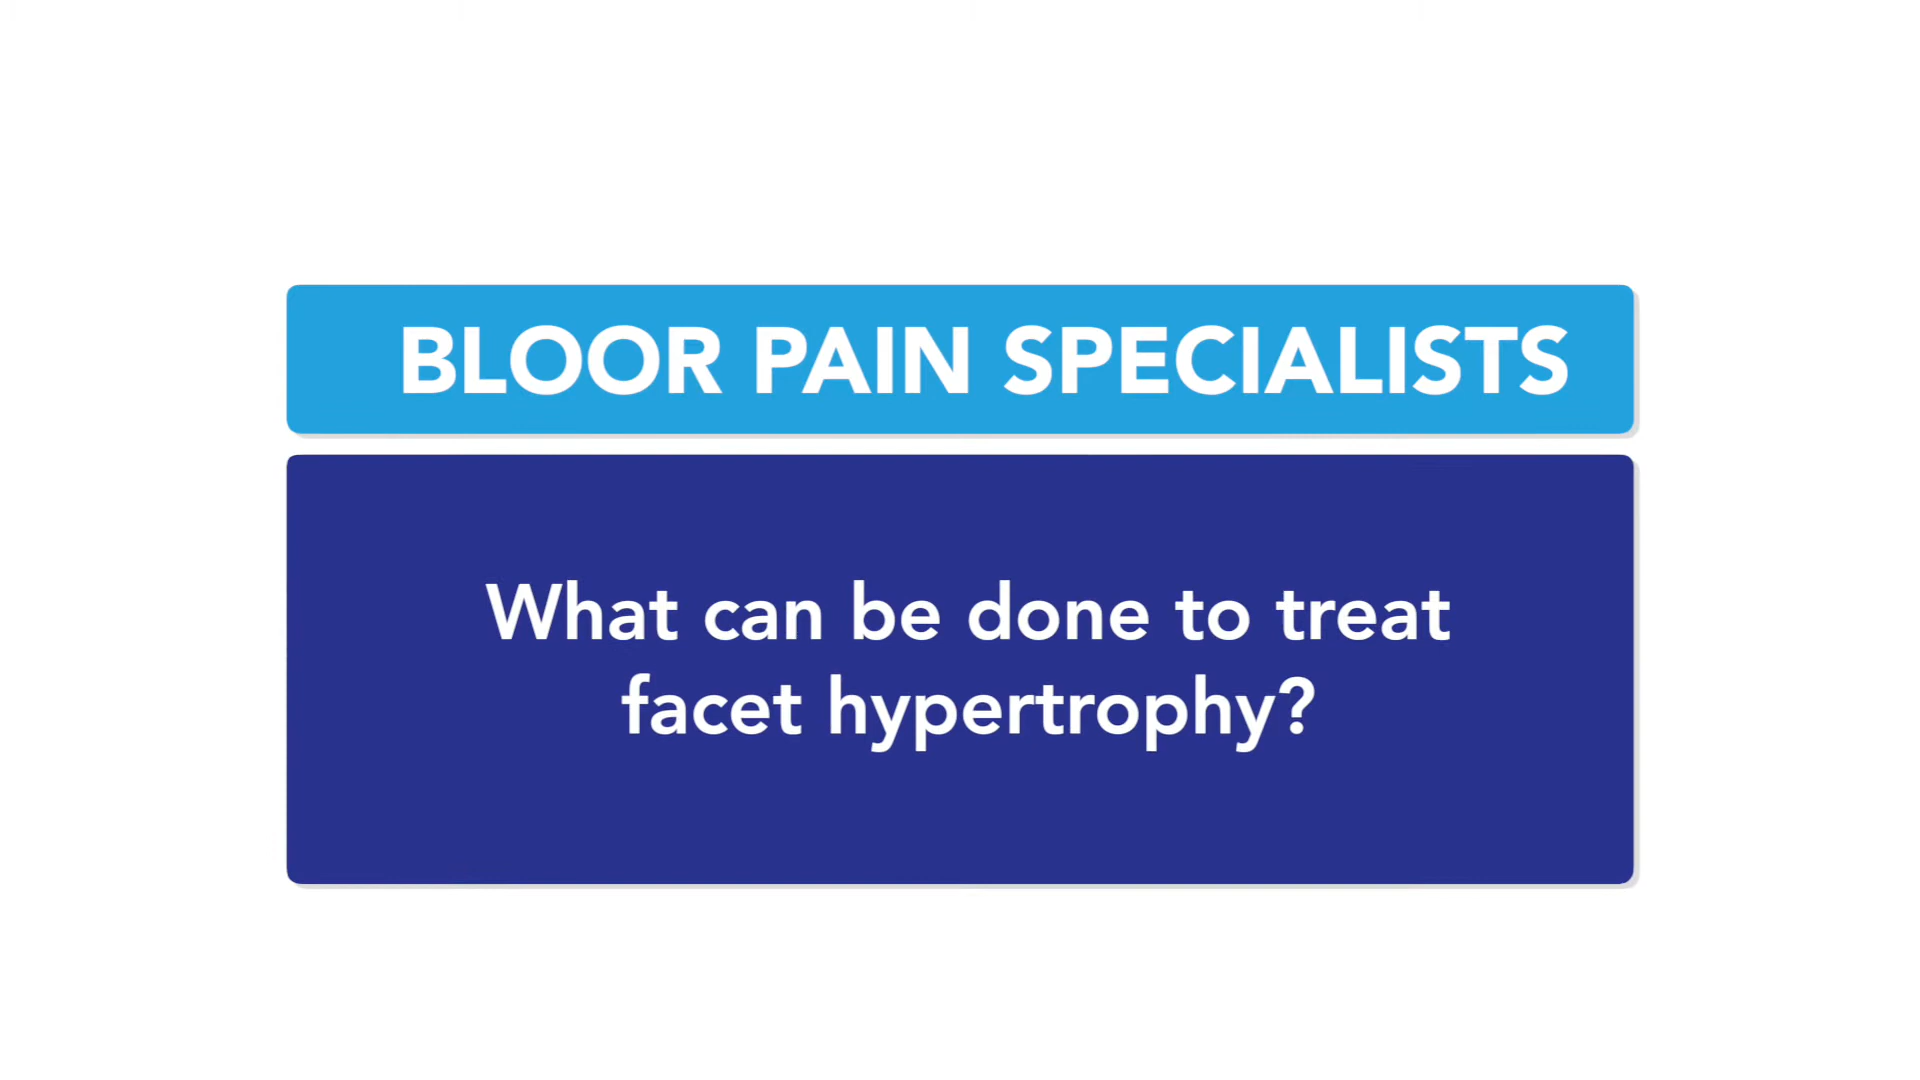 BLOOR PAIN SPECIALISTS
What can be done to treat
facet hypertrophy?